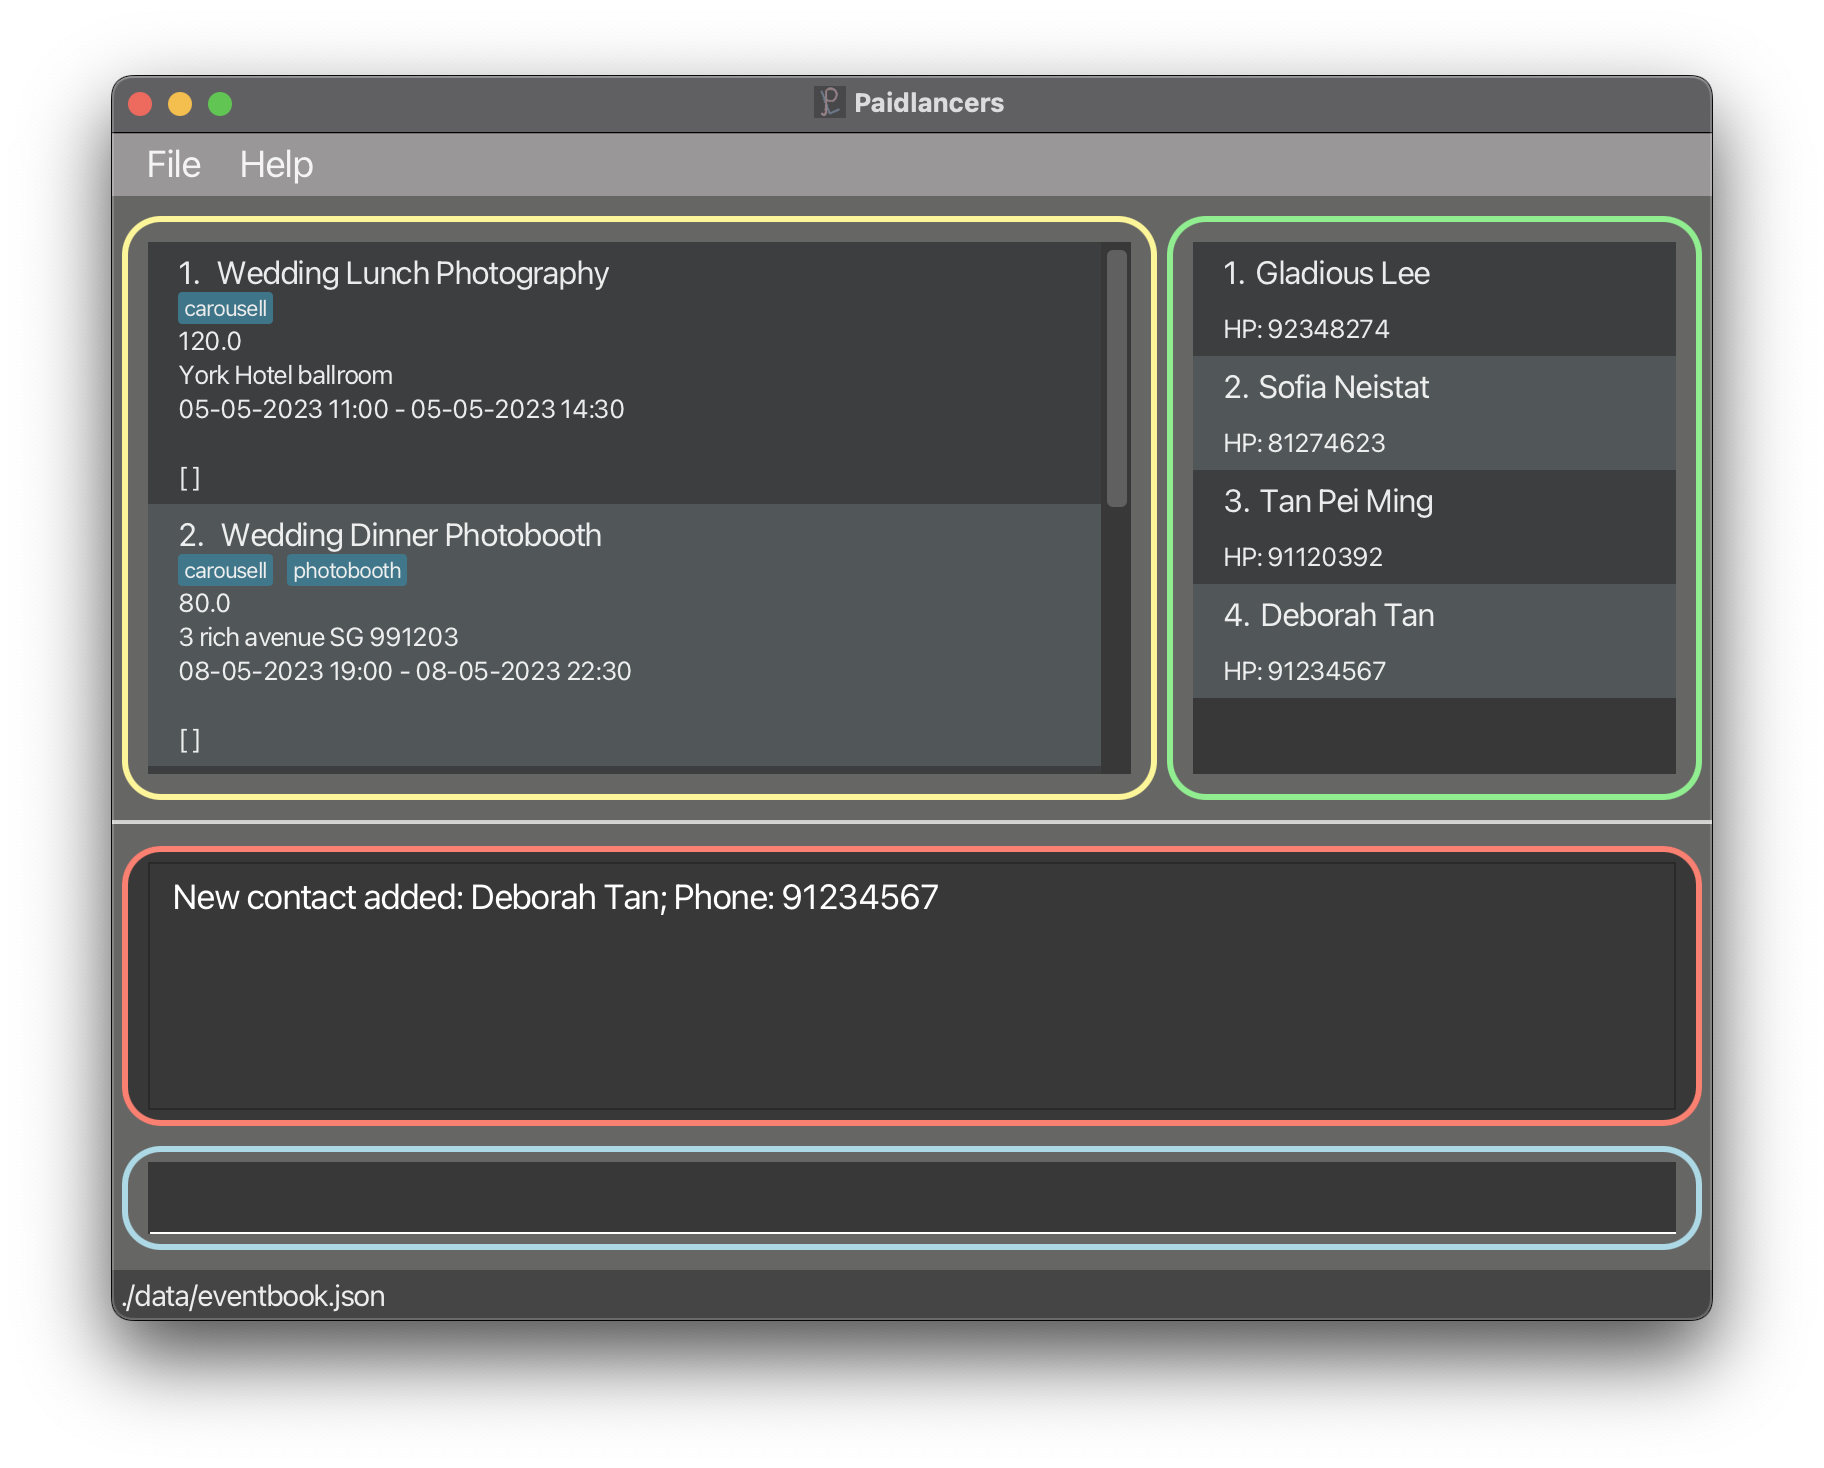 Paidlancers
File Help
1. Wedding Lunch Photography
carousell
120.0
York Hotel ballroom
05-05-2023 11:00 - 05-05-2023 14:30
[ ]
2. Wedding Dinner Photobooth
carousell photobooth
80.0
3 rich avenue SG 991203
08-05-2023 19:00 - 08-05-2023 22:30
[ ]
1. Gladious Lee
HP: 92348274
2. Sofia Neistat
HP: 81274623
3. Tan Pei Ming
HP: 91120392
4. Deborah Tan
HP: 91234567
New contact added: Deborah Tan; Phone: 91234567
./data/eventbook.json